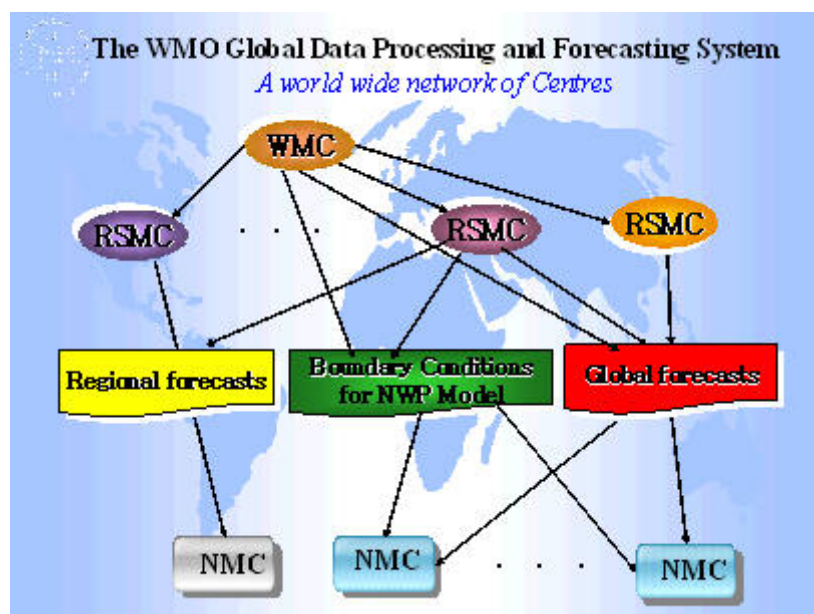 The WMO Global Data Processing and Forecasting System
A world wide network of Centres
WMC
RSMC
. . .
RSMC
RSMC
Regional forecasts
Boundary Conditions
for NWP Model
Global forecasts
NMC
NMC
. . . .
NMC